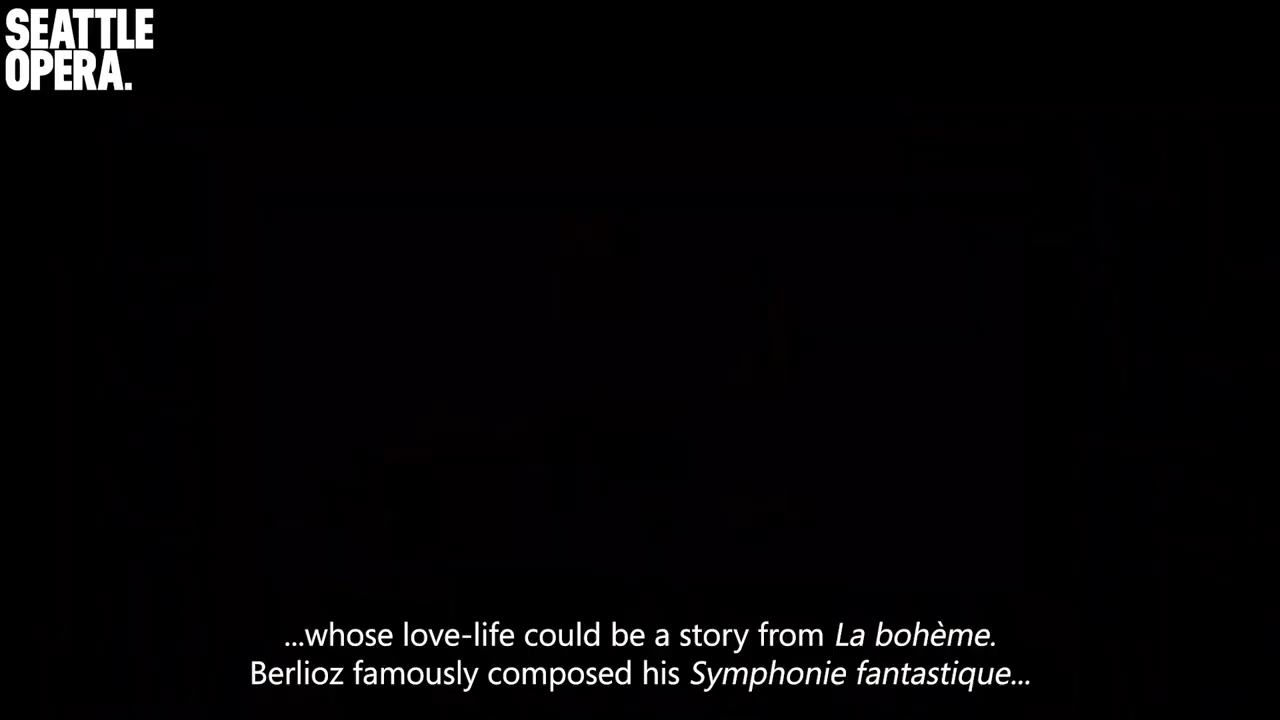 SEATTLE
OPERA.
...whose love-life could be a story from La bohème.
Berlioz famously composed his Symphonie fantastique...